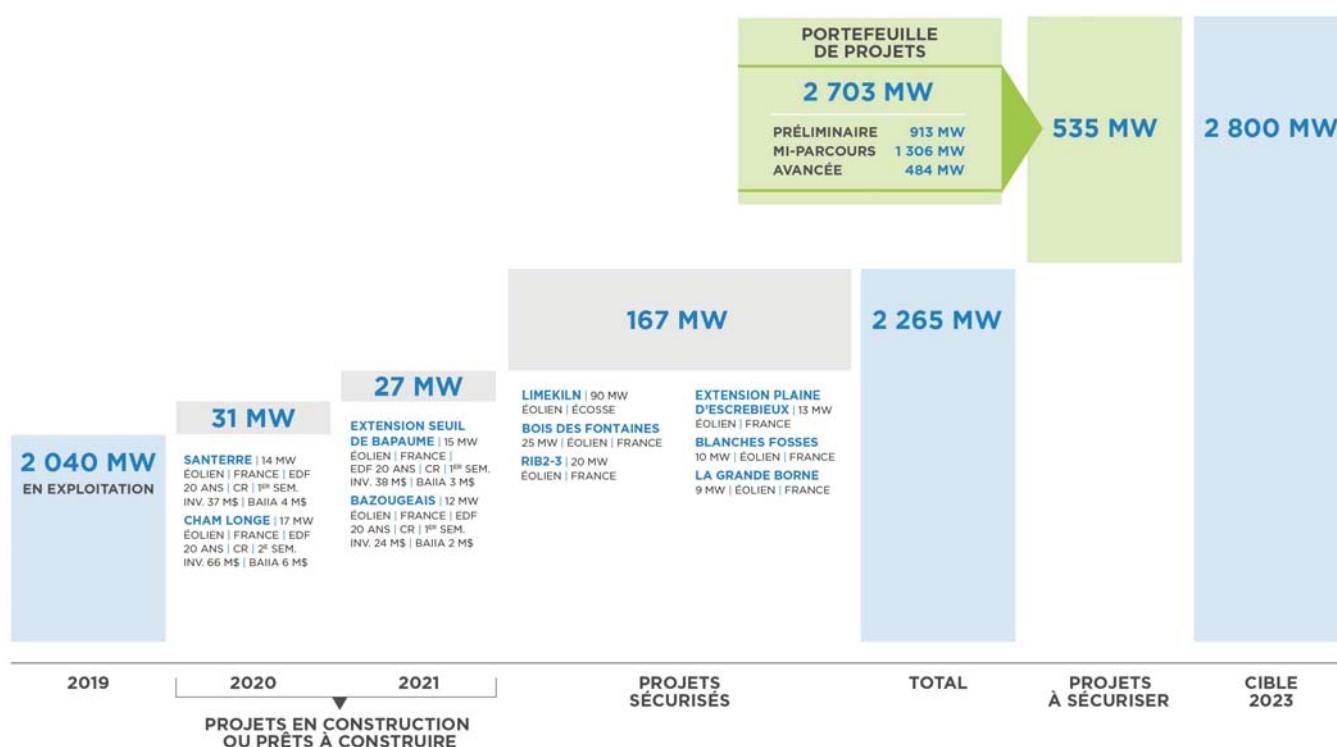 PORTEFEUILLE
DE PROJETS
2 703 MW
PRÉLIMINAIRE 913 MW
MI-PARCOURS 1 306 MW
AVANCÉE 484 MW
535 MW
2 800 MW
167 MW
2 265 MW
27 MW
31 MW
2 040 MW
EN EXPLOITATION
SANTERRE | 14 MW
ÉOLIEN | FRANCE | EDF
20 ANS | CR | 1ER SEM.
INV. 37 M$ | BAIIA 4 M$
CHAM LONGE | 17 MW
ÉOLIEN | FRANCE | EDF
20 ANS | CR | 2E SEM.
INV. 66 M$ | BAIIA 6 M$
EXTENSION SEUIL
DE BAPAUME | 15 MW
ÉOLIEN | FRANCE |
EDF 20 ANS | CR | 1ER SEM.
INV. 38 M$ | BAIIA 3 M$
BAZOUGEAIS | 12 MW
ÉOLIEN | FRANCE | EDF
20 ANS | CR | 1ER SEM.
INV. 24 M$ | BAIIA 2 M$
LIMEKILN | 90 MW
ÉOLIEN | ÉCOSSE
BOIS DES FONTAINES
25 MW | ÉOLIEN | FRANCE
RIB2-3 | 20 MW
ÉOLIEN | FRANCE
EXTENSION PLAINE
D'ESCREBIEUX | 13 MW
ÉOLIEN | FRANCE
BLANCHES FOSSES
10 MW | ÉOLIEN | FRANCE
LA GRANDE BORNE
9 MW | ÉOLIEN | FRANCE
2019
2020
2021
PROJETS
SÉCURISÉS
TOTAL
PROJETS
À SÉCURISER
CIBLE
2023
PROJETS EN CONSTRUCTION
OU PRÊTS À CONSTRUIRE